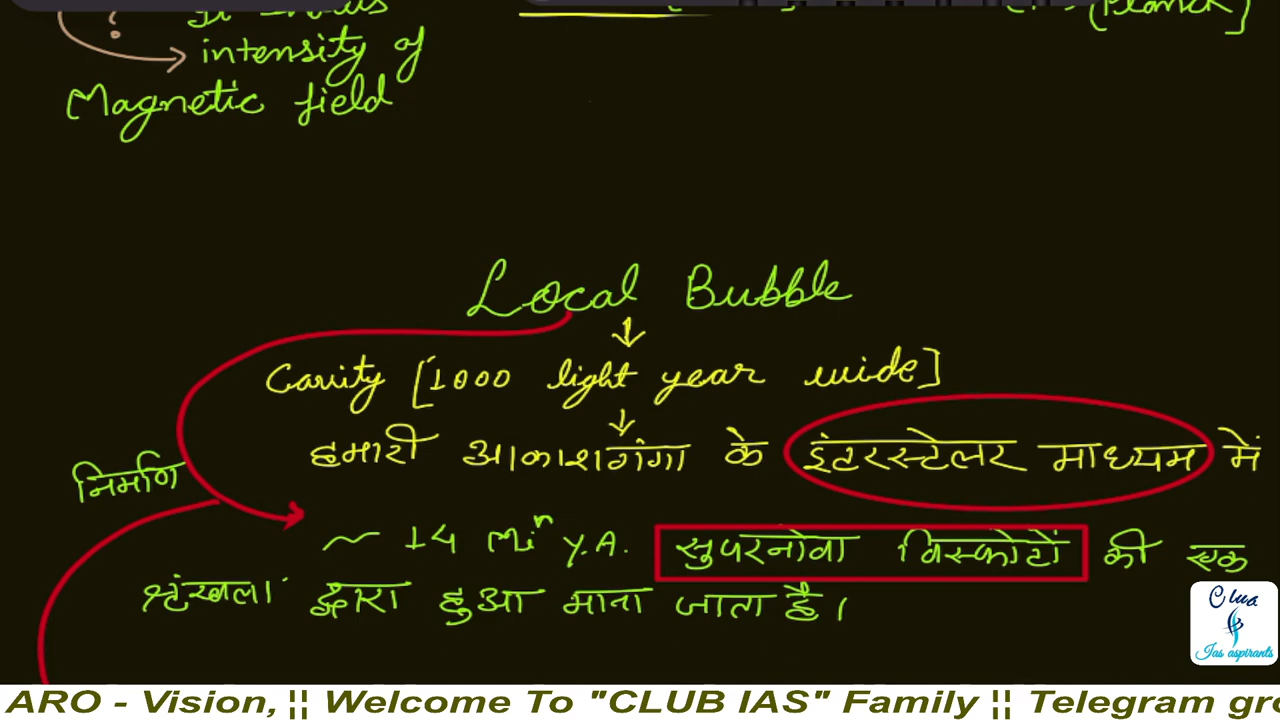 ?
intensity of
Magnetic field
Local Bubble
↓
Cavity [1000 light year wide]
↓
हमारी आकाशगंगा के इंटरस्टेलर माध्यम में
निर्माण
~ 14 Miⁿ Y.A. सुपरनोवा विस्फोटों की एक
श्रृंखला द्वारा हुआ माना जाता है।
Club
Ias aspirants
ARO - Vision, || Welcome To "CLUB IAS" Family || Telegram gr